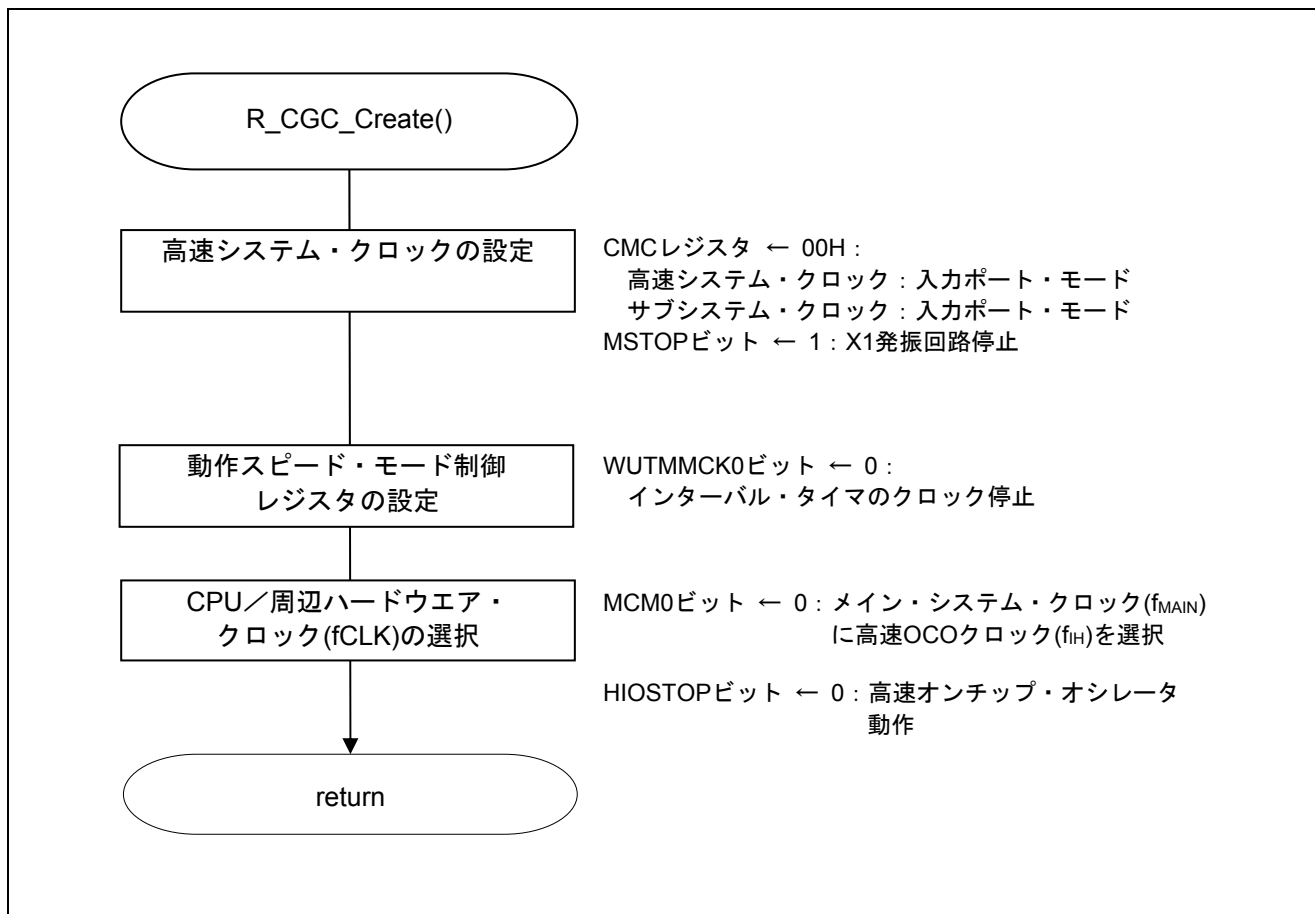 R_CGC_Create()
高速システム・クロックの設定
CMCレジスタ ← 00H：
高速システム・クロック：入力ポート・モード
サブシステム・クロック：入力ポート・モード
MSTOPビット ← 1：X1発振回路停止
動作スピード・モード制御
レジスタの設定
WUTMMCK0ビット ← 0：
インターバル・タイマのクロック停止
CPU／周辺ハードウエア・
クロック(fCLK)の選択
MCM0ビット ← 0：メイン・システム・クロック(fMAIN)
に高速OCOクロック(fIH)を選択
HIOSTOPビット ← 0：高速オンチップ・オシレータ
動作
return